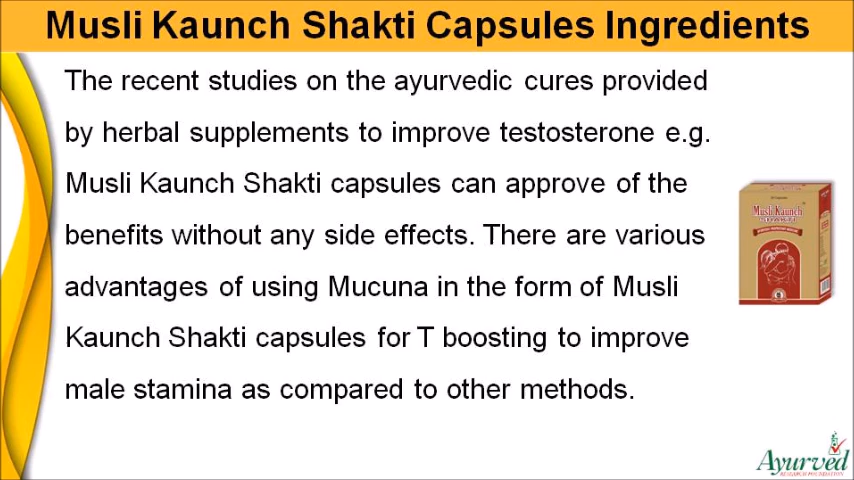 Musli Kaunch Shakti Capsules Ingredients
The recent studies on the ayurvedic cures provided
by herbal supplements to improve testosterone e.g.
Musli Kaunch Shakti capsules can approve of the
benefits without any side effects. There are various
advantages of using Mucuna in the form of Musli
Kaunch Shakti capsules for T boosting to improve
male stamina as compared to other methods.
Musli Kaunch
SHAKTI
Ayurved
RESEARCH FOUNDATION